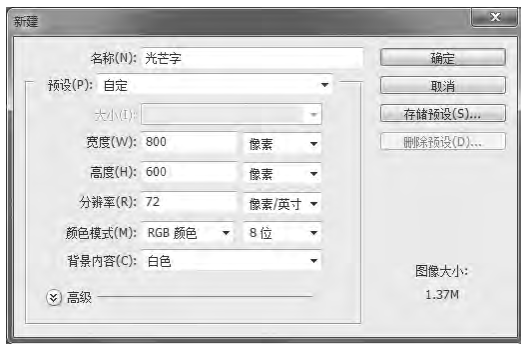 新建
名称(N): 光芒字
确定
预设(P): 自定
取消
大小(I):
存储预设(S)...
宽度(W): 800 像素
删除预设(D)...
高度(H): 600 像素
分辨率(R): 72 像素/英寸
颜色模式(M): RGB 颜色 8 位
背景内容(C): 白色
图像大小:
高级
1.37M